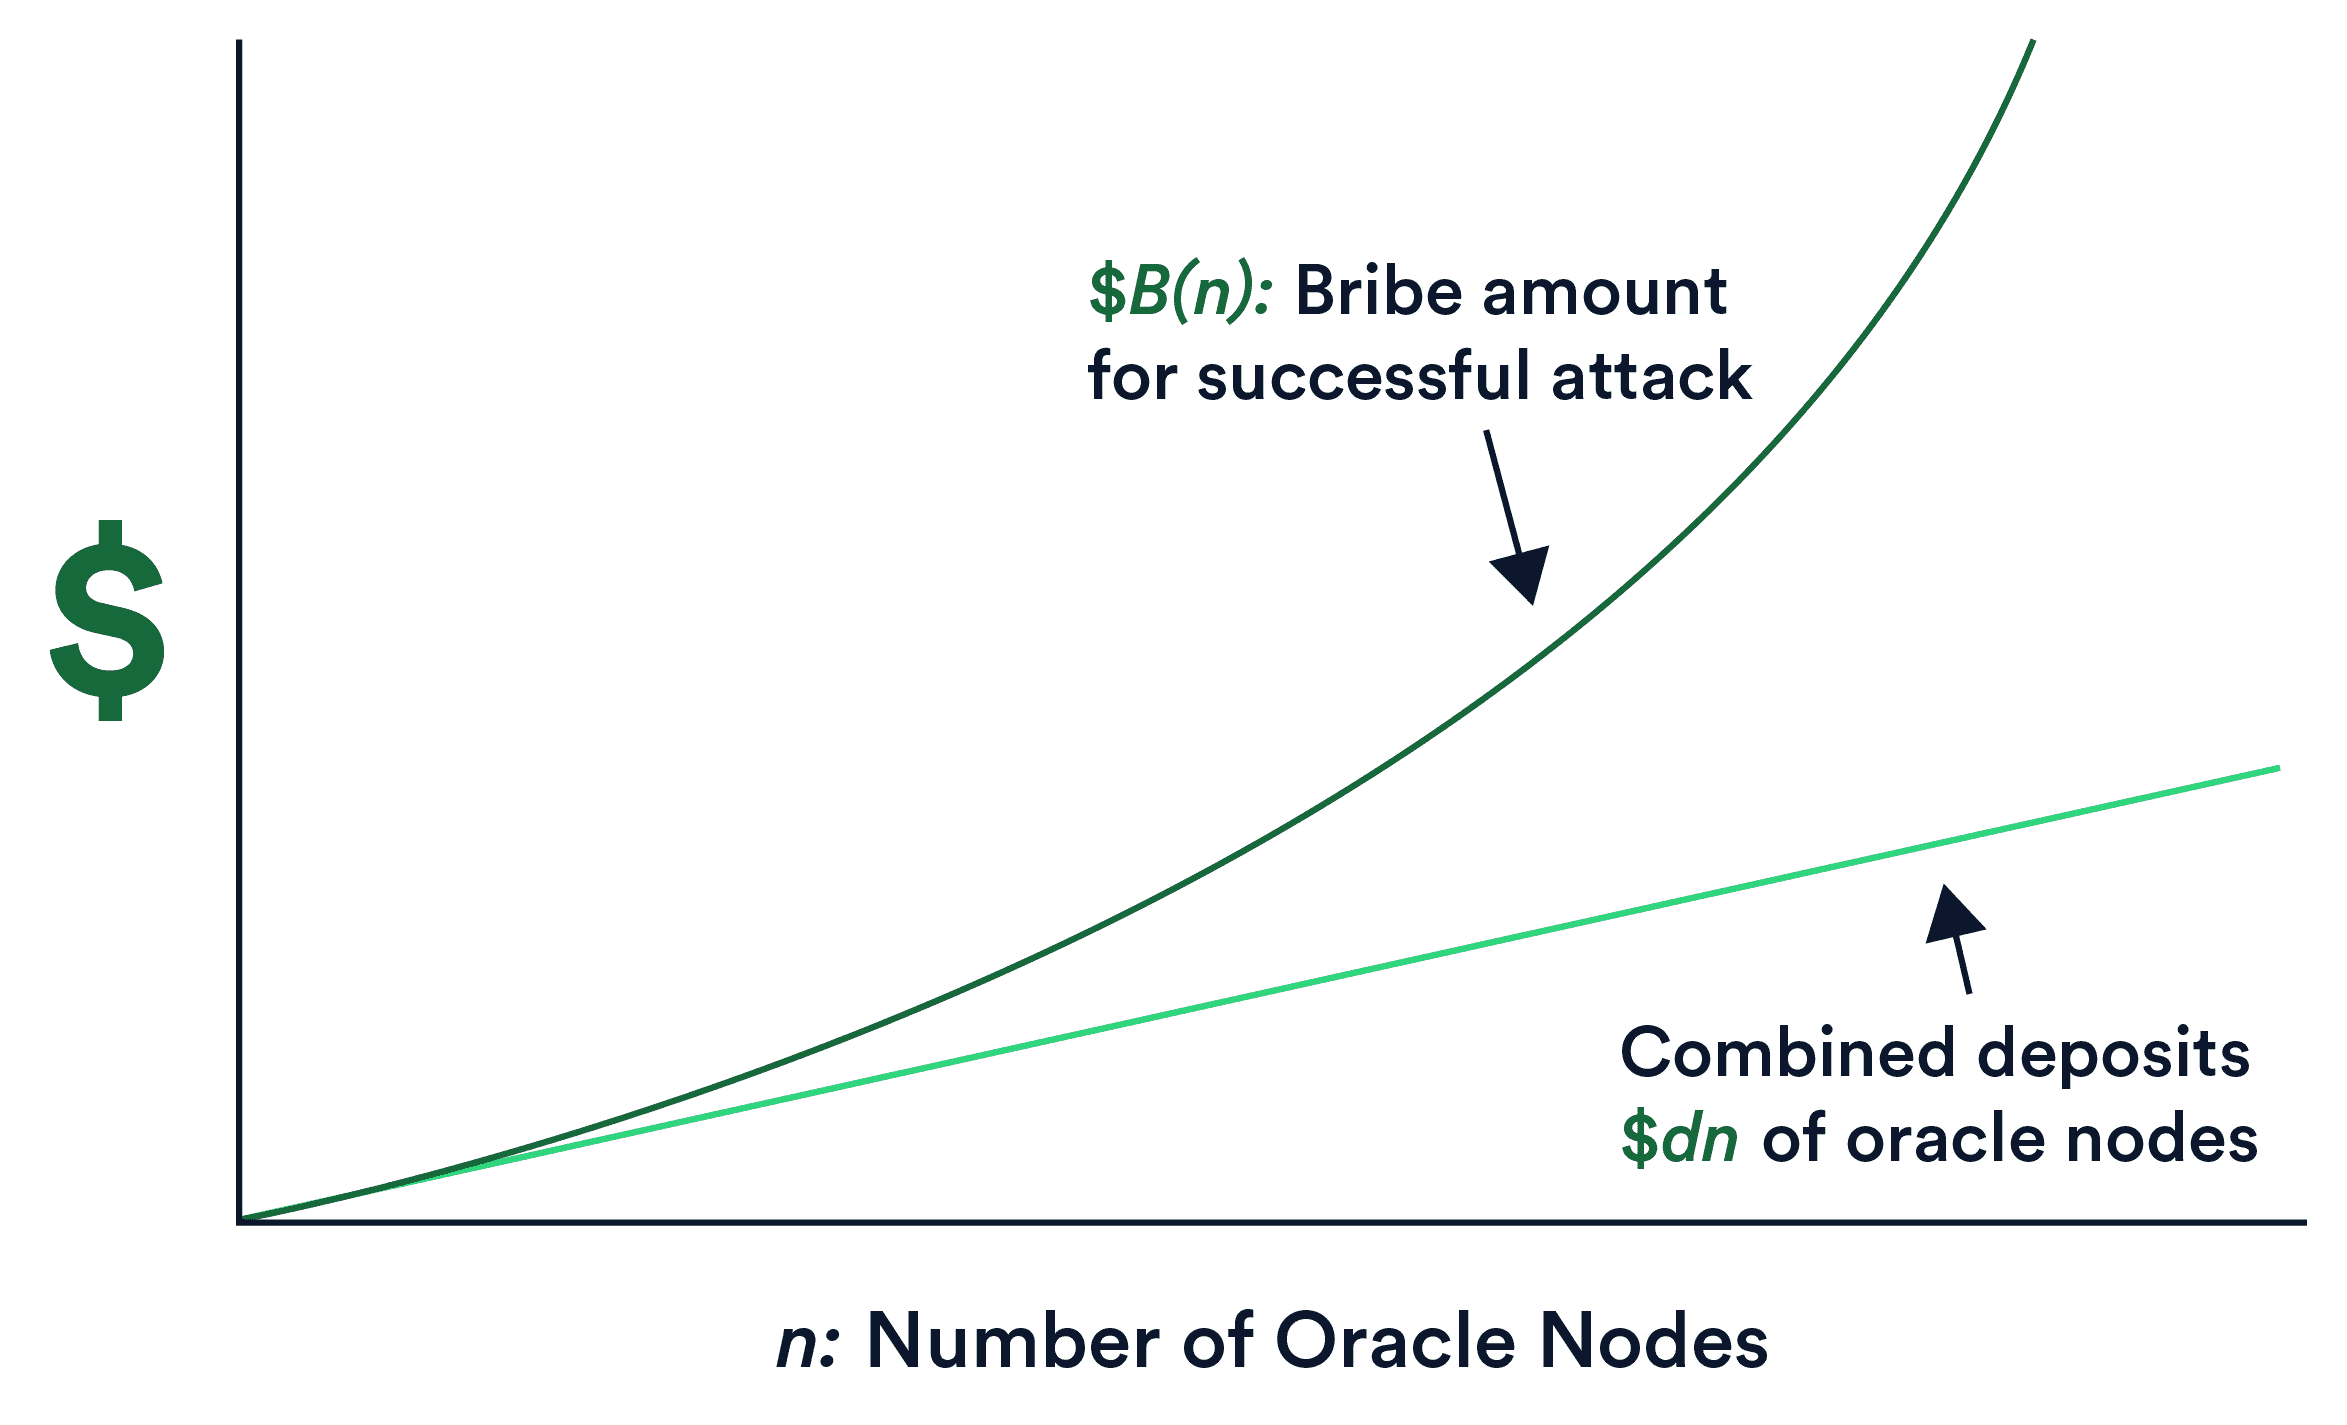 $B(n): Bribe amount
for successful attack
$
Combined deposits
$dn of oracle nodes
n: Number of Oracle Nodes